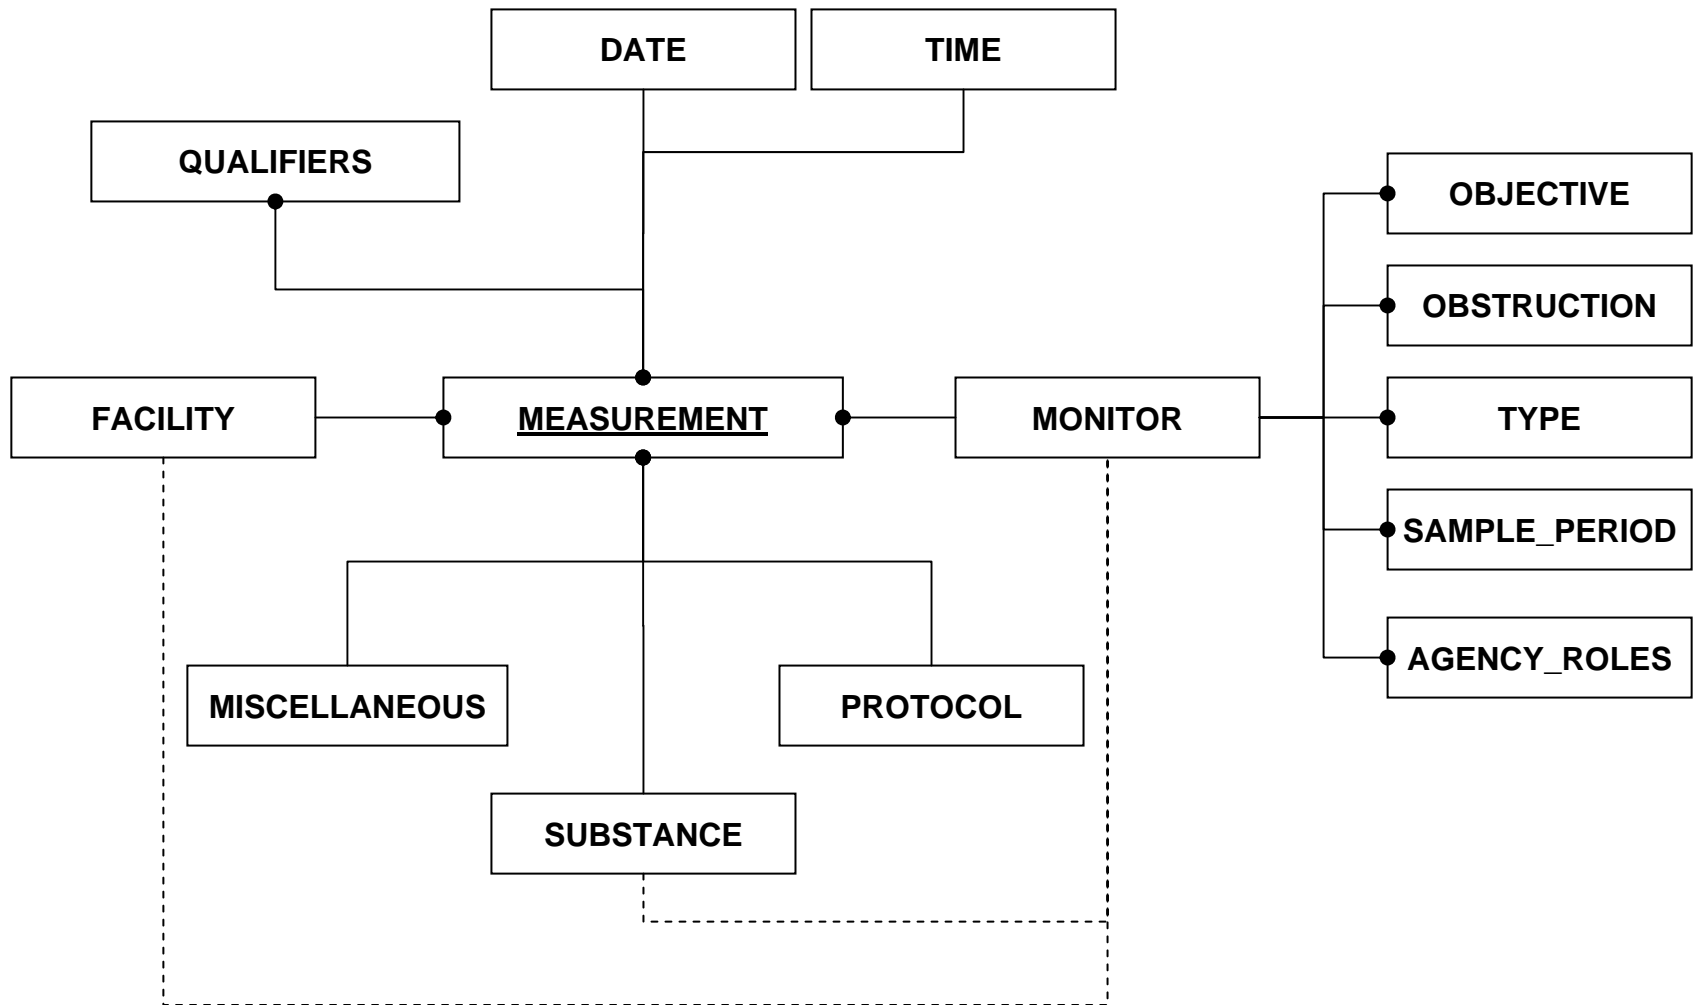 DATE
TIME
QUALIFIERS
OBJECTIVE
OBSTRUCTION
FACILITY
MEASUREMENT
MONITOR
TYPE
SAMPLE_PERIOD
AGENCY_ROLES
MISCELLANEOUS
PROTOCOL
SUBSTANCE